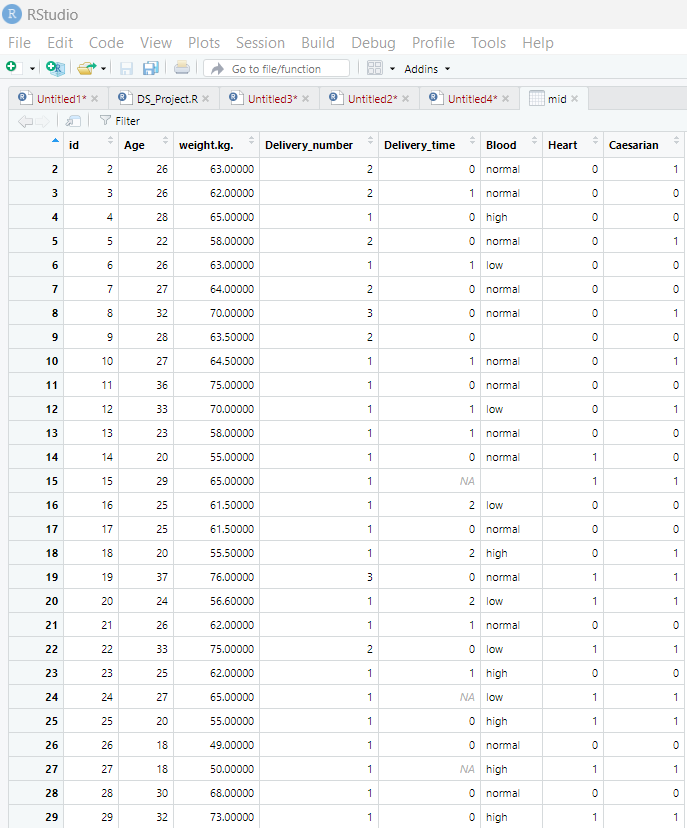 RStudio
File Edit Code View Plots Session Build Debug Profile Tools Help
Go to file/function Addins
Untitled1* DS_Project.R Untitled3* Untitled2* Untitled4* mid
Filter
id Age weight.kg. Delivery_number Delivery_time Blood Heart Caesarian
2 2 26 63.00000 2 0 normal 0 1
3 3 26 62.00000 2 1 normal 0 0
4 4 28 65.00000 1 0 high 0 0
5 5 22 58.00000 2 0 normal 0 1
6 6 26 63.00000 1 1 low 0 0
7 7 27 64.00000 2 0 normal 0 0
8 8 32 70.00000 3 0 normal 0 1
9 9 28 63.50000 2 0 0 0
10 10 27 64.50000 1 1 normal 0 1
11 11 36 75.00000 1 0 normal 0 0
12 12 33 70.00000 1 1 low 0 1
13 13 23 58.00000 1 1 normal 0 0
14 14 20 55.00000 1 0 normal 1 0
15 15 29 65.00000 1 NA 1 1
16 16 25 61.50000 1 2 low 0 0
17 17 25 61.50000 1 0 normal 0 0
18 18 20 55.50000 1 2 high 0 1
19 19 37 76.00000 3 0 normal 1 1
20 20 24 56.60000 1 2 low 1 1
21 21 26 62.00000 1 1 normal 0 0
22 22 33 75.00000 2 0 low 1 1
23 23 25 62.00000 1 1 high 0 0
24 24 27 65.00000 1 NA low 1 1
25 25 20 55.00000 1 0 high 1 1
26 26 18 49.00000 1 0 normal 0 0
27 27 18 50.00000 1 NA high 1 1
28 28 30 68.00000 1 0 normal 0 0
29 29 32 73.00000 1 0 high 1 1